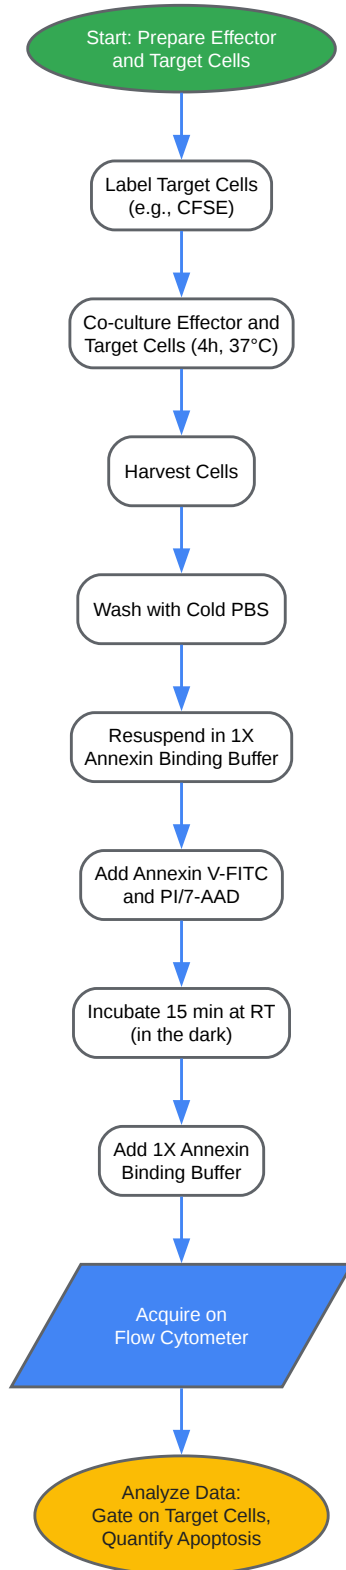 Start: Prepare Effector
and Target Cells
Label Target Cells
(e.g., CFSE)
Co-culture Effector and
Target Cells (4h, 37°C)
Harvest Cells
Wash with Cold PBS
Resuspend in 1X
Annexin Binding Buffer
Add Annexin V-FITC
and PI/7-AAD
Incubate 15 min at RT
(in the dark)
Add 1X Annexin
Binding Buffer
Acquire on
Flow Cytometer
Analyze Data:
Gate on Target Cells,
Quantify Apoptosis